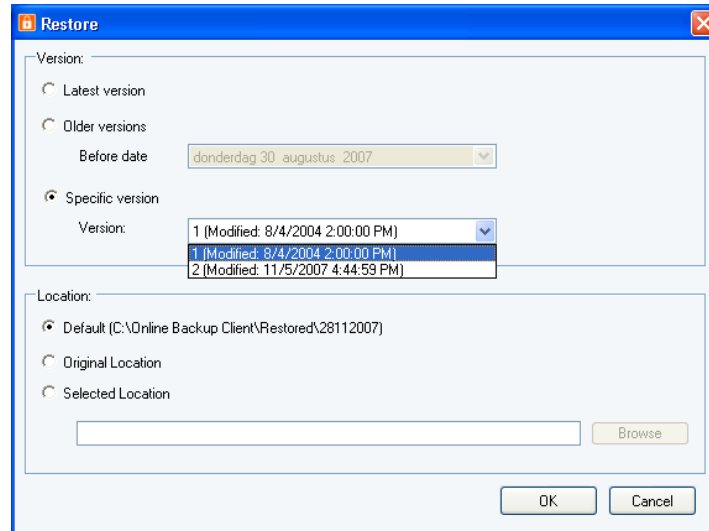 Restore
Version:
Latest version
Older versions
Before date donderdag 30 augustus 2007
Specific version
Version: 1 (Modified: 8/4/2004 2:00:00 PM)
1 (Modified: 8/4/2004 2:00:00 PM)
2 (Modified: 11/5/2007 4:44:59 PM)
Location:
Default (C:\Online Backup Client\Restored\28112007)
Original Location
Selected Location
Browse
OK Cancel